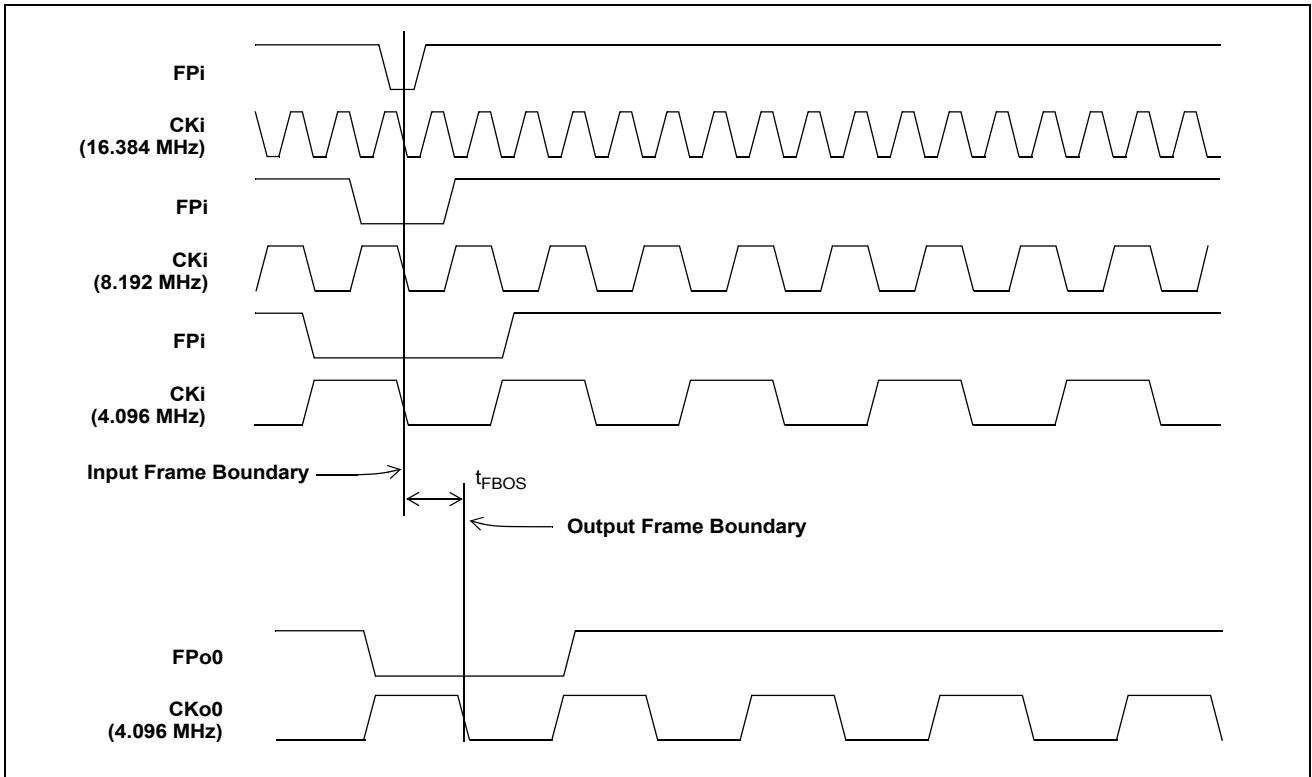 FPi
CKi
(16.384 MHz)
FPi
CKi
(8.192 MHz)
FPi
CKi
(4.096 MHz)
Input Frame Boundary
tFBOS
Output Frame Boundary
FPo0
CKo0
(4.096 MHz)